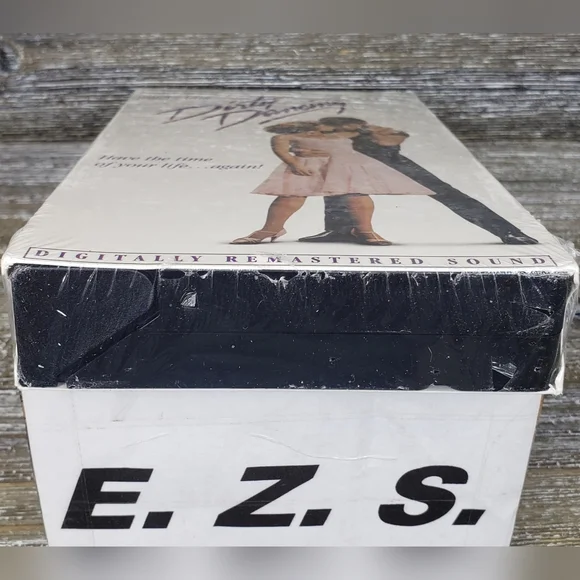 Dirty
Dancing
Have the time
of your life...again!
DIGITALLY REMASTERED SOUND
E. Z. S.